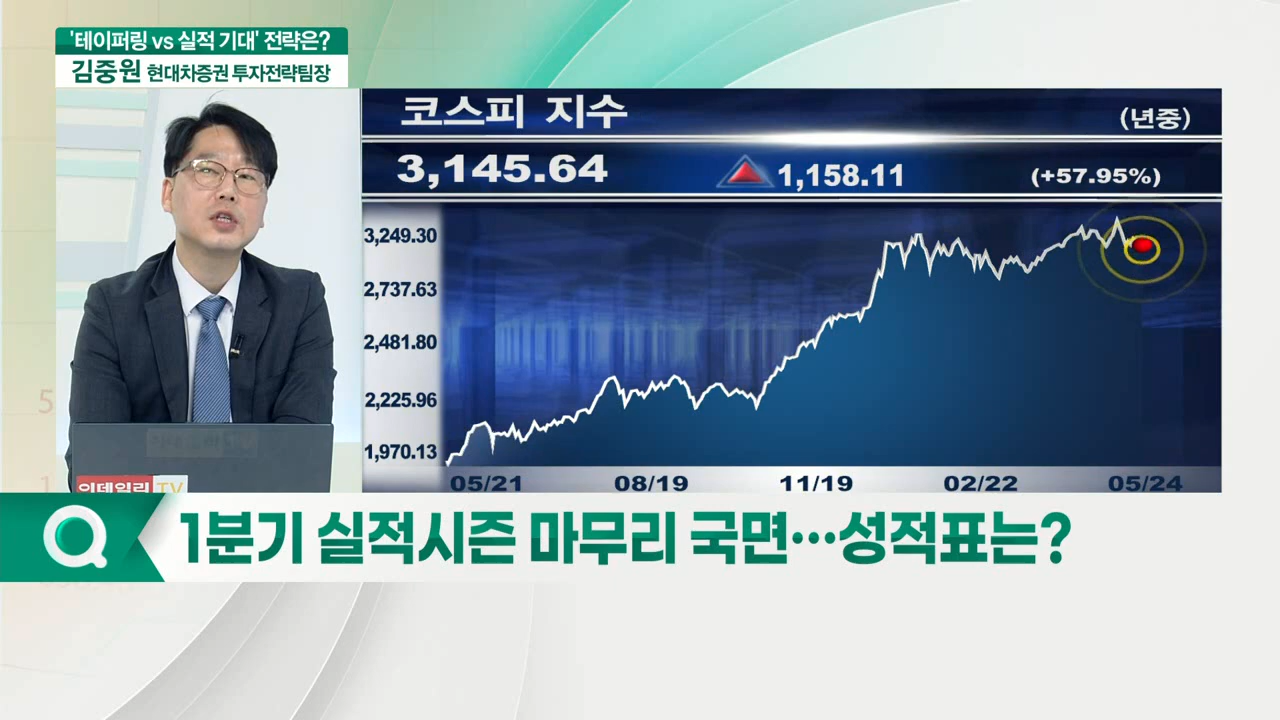 '테이퍼링 vs 실적 기대' 전략은?
김중원 현대차증권 투자전략팀장
코스피 지수
(년중)
3,145.64
1,158.11
(+57.95%)
3,249.30
2,737.63
2,481.80
2,225.96
1,970.13
05/21
08/19
11/19
02/22
05/24
이데일리 TV
Q
1분기 실적시즌 마무리 국면…성적표는?